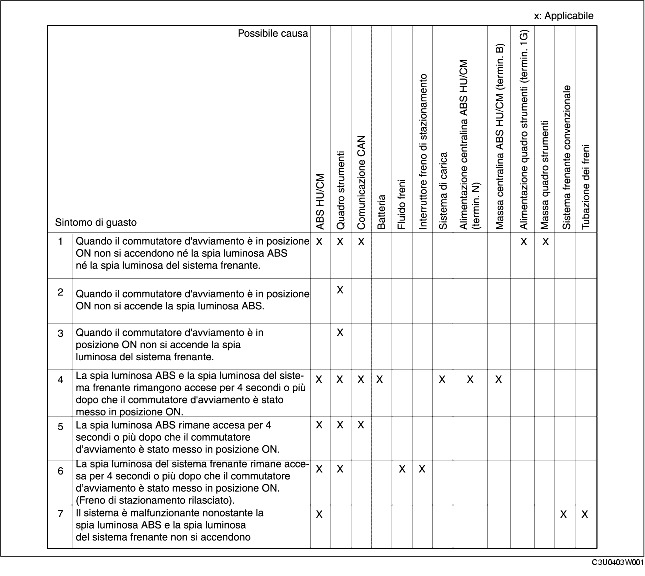 x: Applicabile
Possibile causa
Sintomo di guasto
ABS HU/CM
Quadro strumenti
Comunicazione CAN
Batteria
Fluido freni
Interruttore freno di stazionamento
Sistema di carica
Alimentazione centralina ABS HU/CM
(termin. N)
Massa centralina ABS HU/CM (termin. B)
Alimentazione quadro strumenti (termin. 1G)
Massa quadro strumenti
Sistema frenante convenzionale
Tubazione dei freni
1 Quando il commutatore d'avviamento è in posizione X X X X X
ON non si accendono né la spia luminosa ABS
né la spia luminosa del sistema frenante.
2 Quando il commutatore d'avviamento è in posizione X
ON non si accende la spia luminosa ABS.
3 Quando il commutatore d'avviamento è in X
posizione ON non si accende la spia
luminosa del sistema frenante.
4 La spia luminosa ABS e la spia luminosa del siste- X X X X X X X
ma frenante rimangono accese per 4 secondi o più
dopo che il commutatore d'avviamento è stato
messo in posizione ON.
5 La spia luminosa ABS rimane accesa per 4 X X X
secondi o più dopo che il commutatore
d'avviamento è stato messo in posizione ON.
6 La spia luminosa del sistema frenante rimane acce- X X X X
sa per 4 secondi o più dopo che il commutatore
d'avviamento è stato messo in posizione ON.
(Freno di stazionamento rilasciato).
7 Il sistema è malfunzionante nonostante la X X X
spia luminosa ABS e la spia luminosa
del sistema frenante non si accendono
C3U0403W001